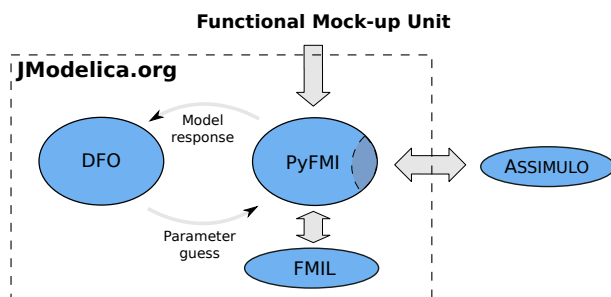 Functional Mock-up Unit
JModelica.org
Model
response
DFO
PyFMI
ASSIMULO
Parameter
guess
FMIL